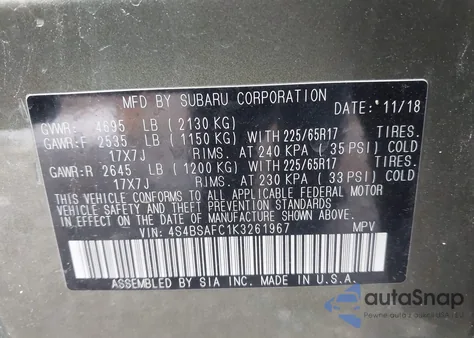 MFD BY SUBARU CORPORATION DATE: 11/18
GVWR: 4695 LB (2130 KG)
GAWR:F 2535 LB (1150 KG) WITH 225/65R17 TIRES.
17X7J RIMS. AT 240 KPA (35 PSI) COLD
GAWR:R 2645 LB (1200 KG) WITH 225/65R17 TIRES.
17X7J RIMS. AT 230 KPA (33 PSI) COLD
THIS VEHICLE CONFORMS TO ALL APPLICABLE FEDERAL MOTOR
VEHICLE SAFETY AND THEFT PREVENTION STANDARDS
IN EFFECT ON THE DATE OF MANUFACTURE SHOWN ABOVE.
VIN: 4S4BSAFC1K3261967 MPV
ASSEMBLED BY SIA INC. MADE IN U.S.A.
autoSnap
Pewne auto z USA